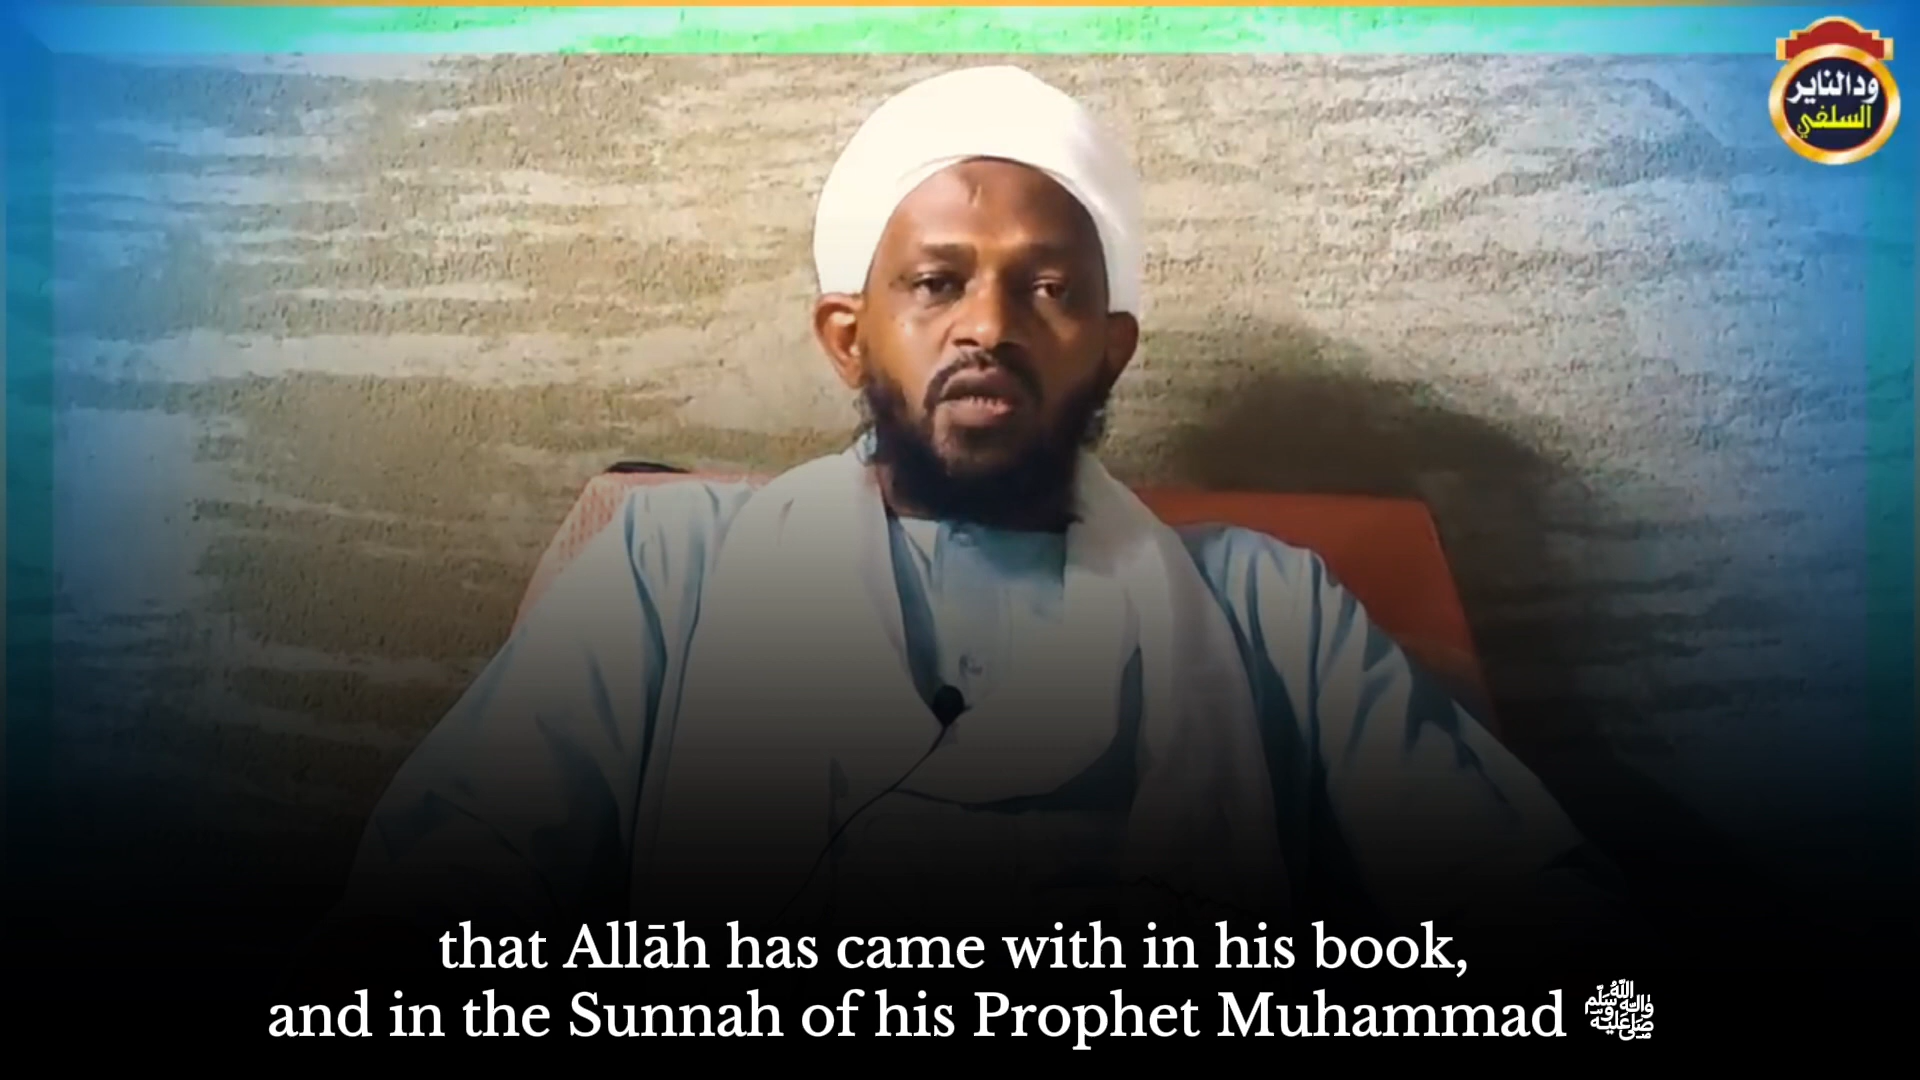 ودالناير
السلفي
that Allāh has came with in his book,
and in the Sunnah of his Prophet Muhammad ﷺ